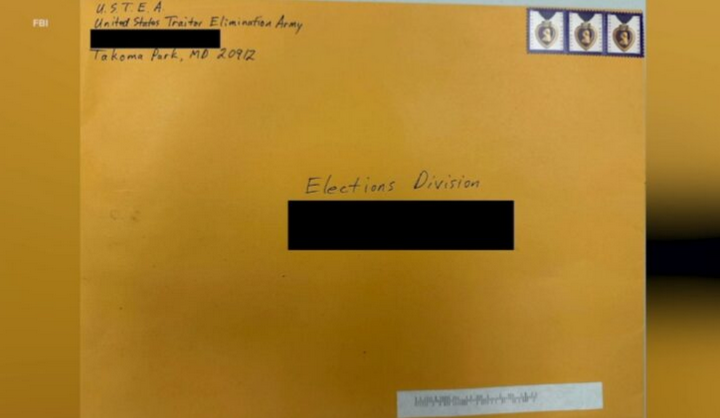 FBI
U.S.T.E.A.
United States Traitor Elimination Army
Takoma Park, MD 20912
Elections Division